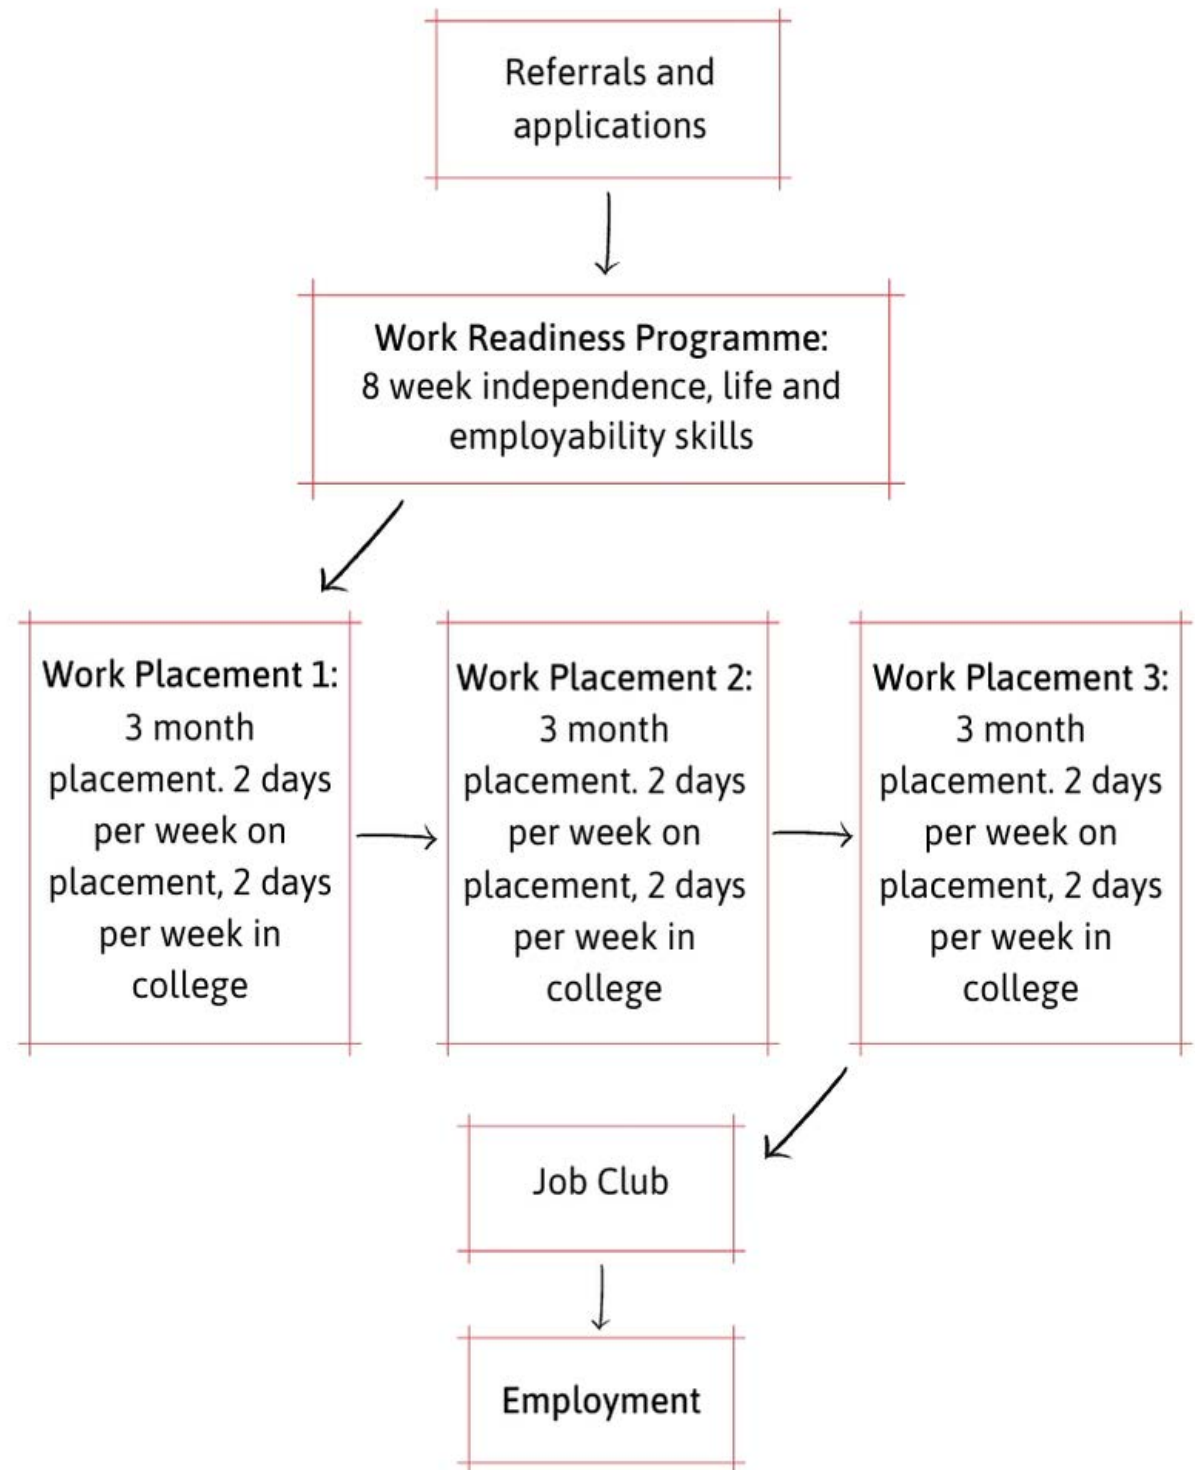 Referrals and
applications
Work Readiness Programme:
8 week independence, life and
employability skills
Work Placement 1:
3 month
placement. 2 days
per week on
placement, 2 days
per week in
college
Work Placement 2:
3 month
placement. 2 days
per week on
placement, 2 days
per week in
college
Work Placement 3:
3 month
placement. 2 days
per week on
placement, 2 days
per week in
college
Job Club
Employment